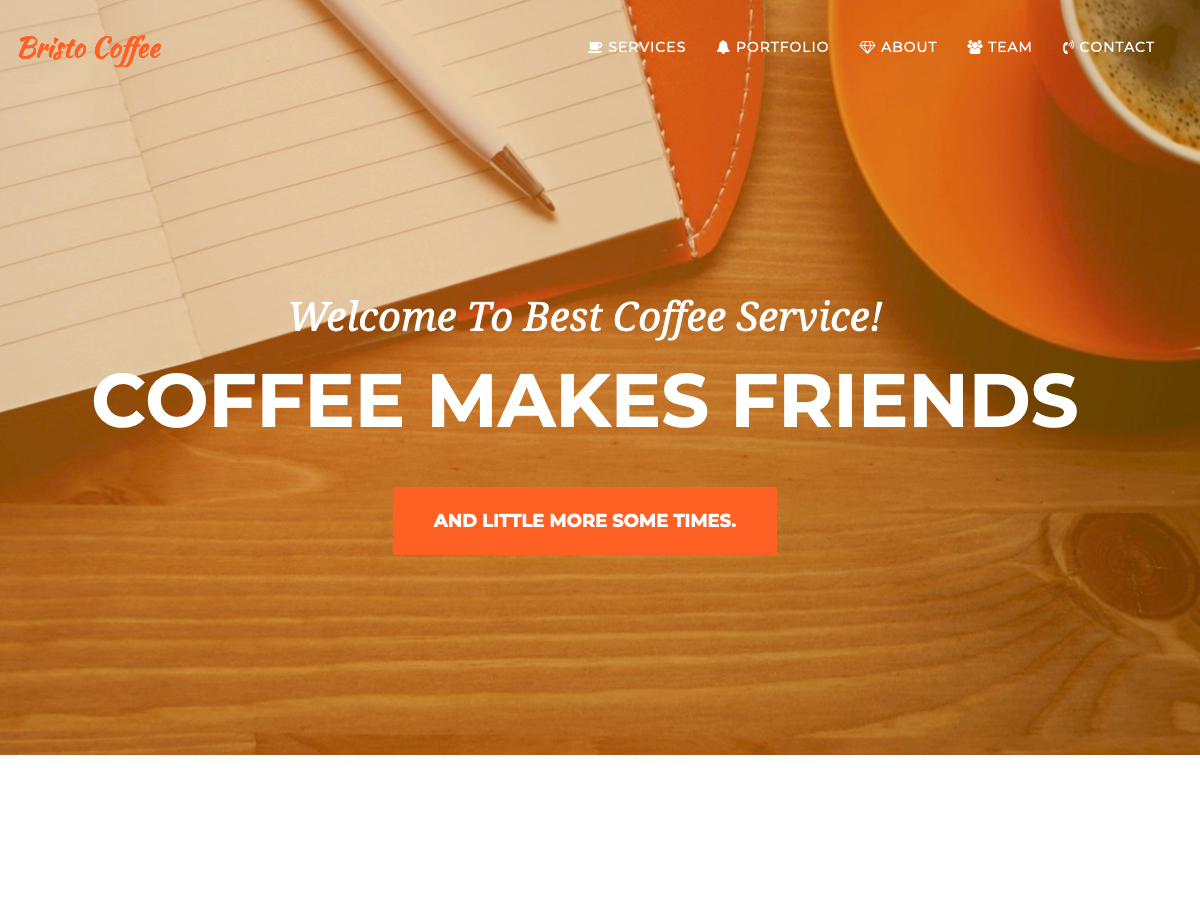 Bristo Coffee
SERVICES PORTFOLIO ABOUT TEAM CONTACT
Welcome To Best Coffee Service!
COFFEE MAKES FRIENDS
AND LITTLE MORE SOME TIMES.